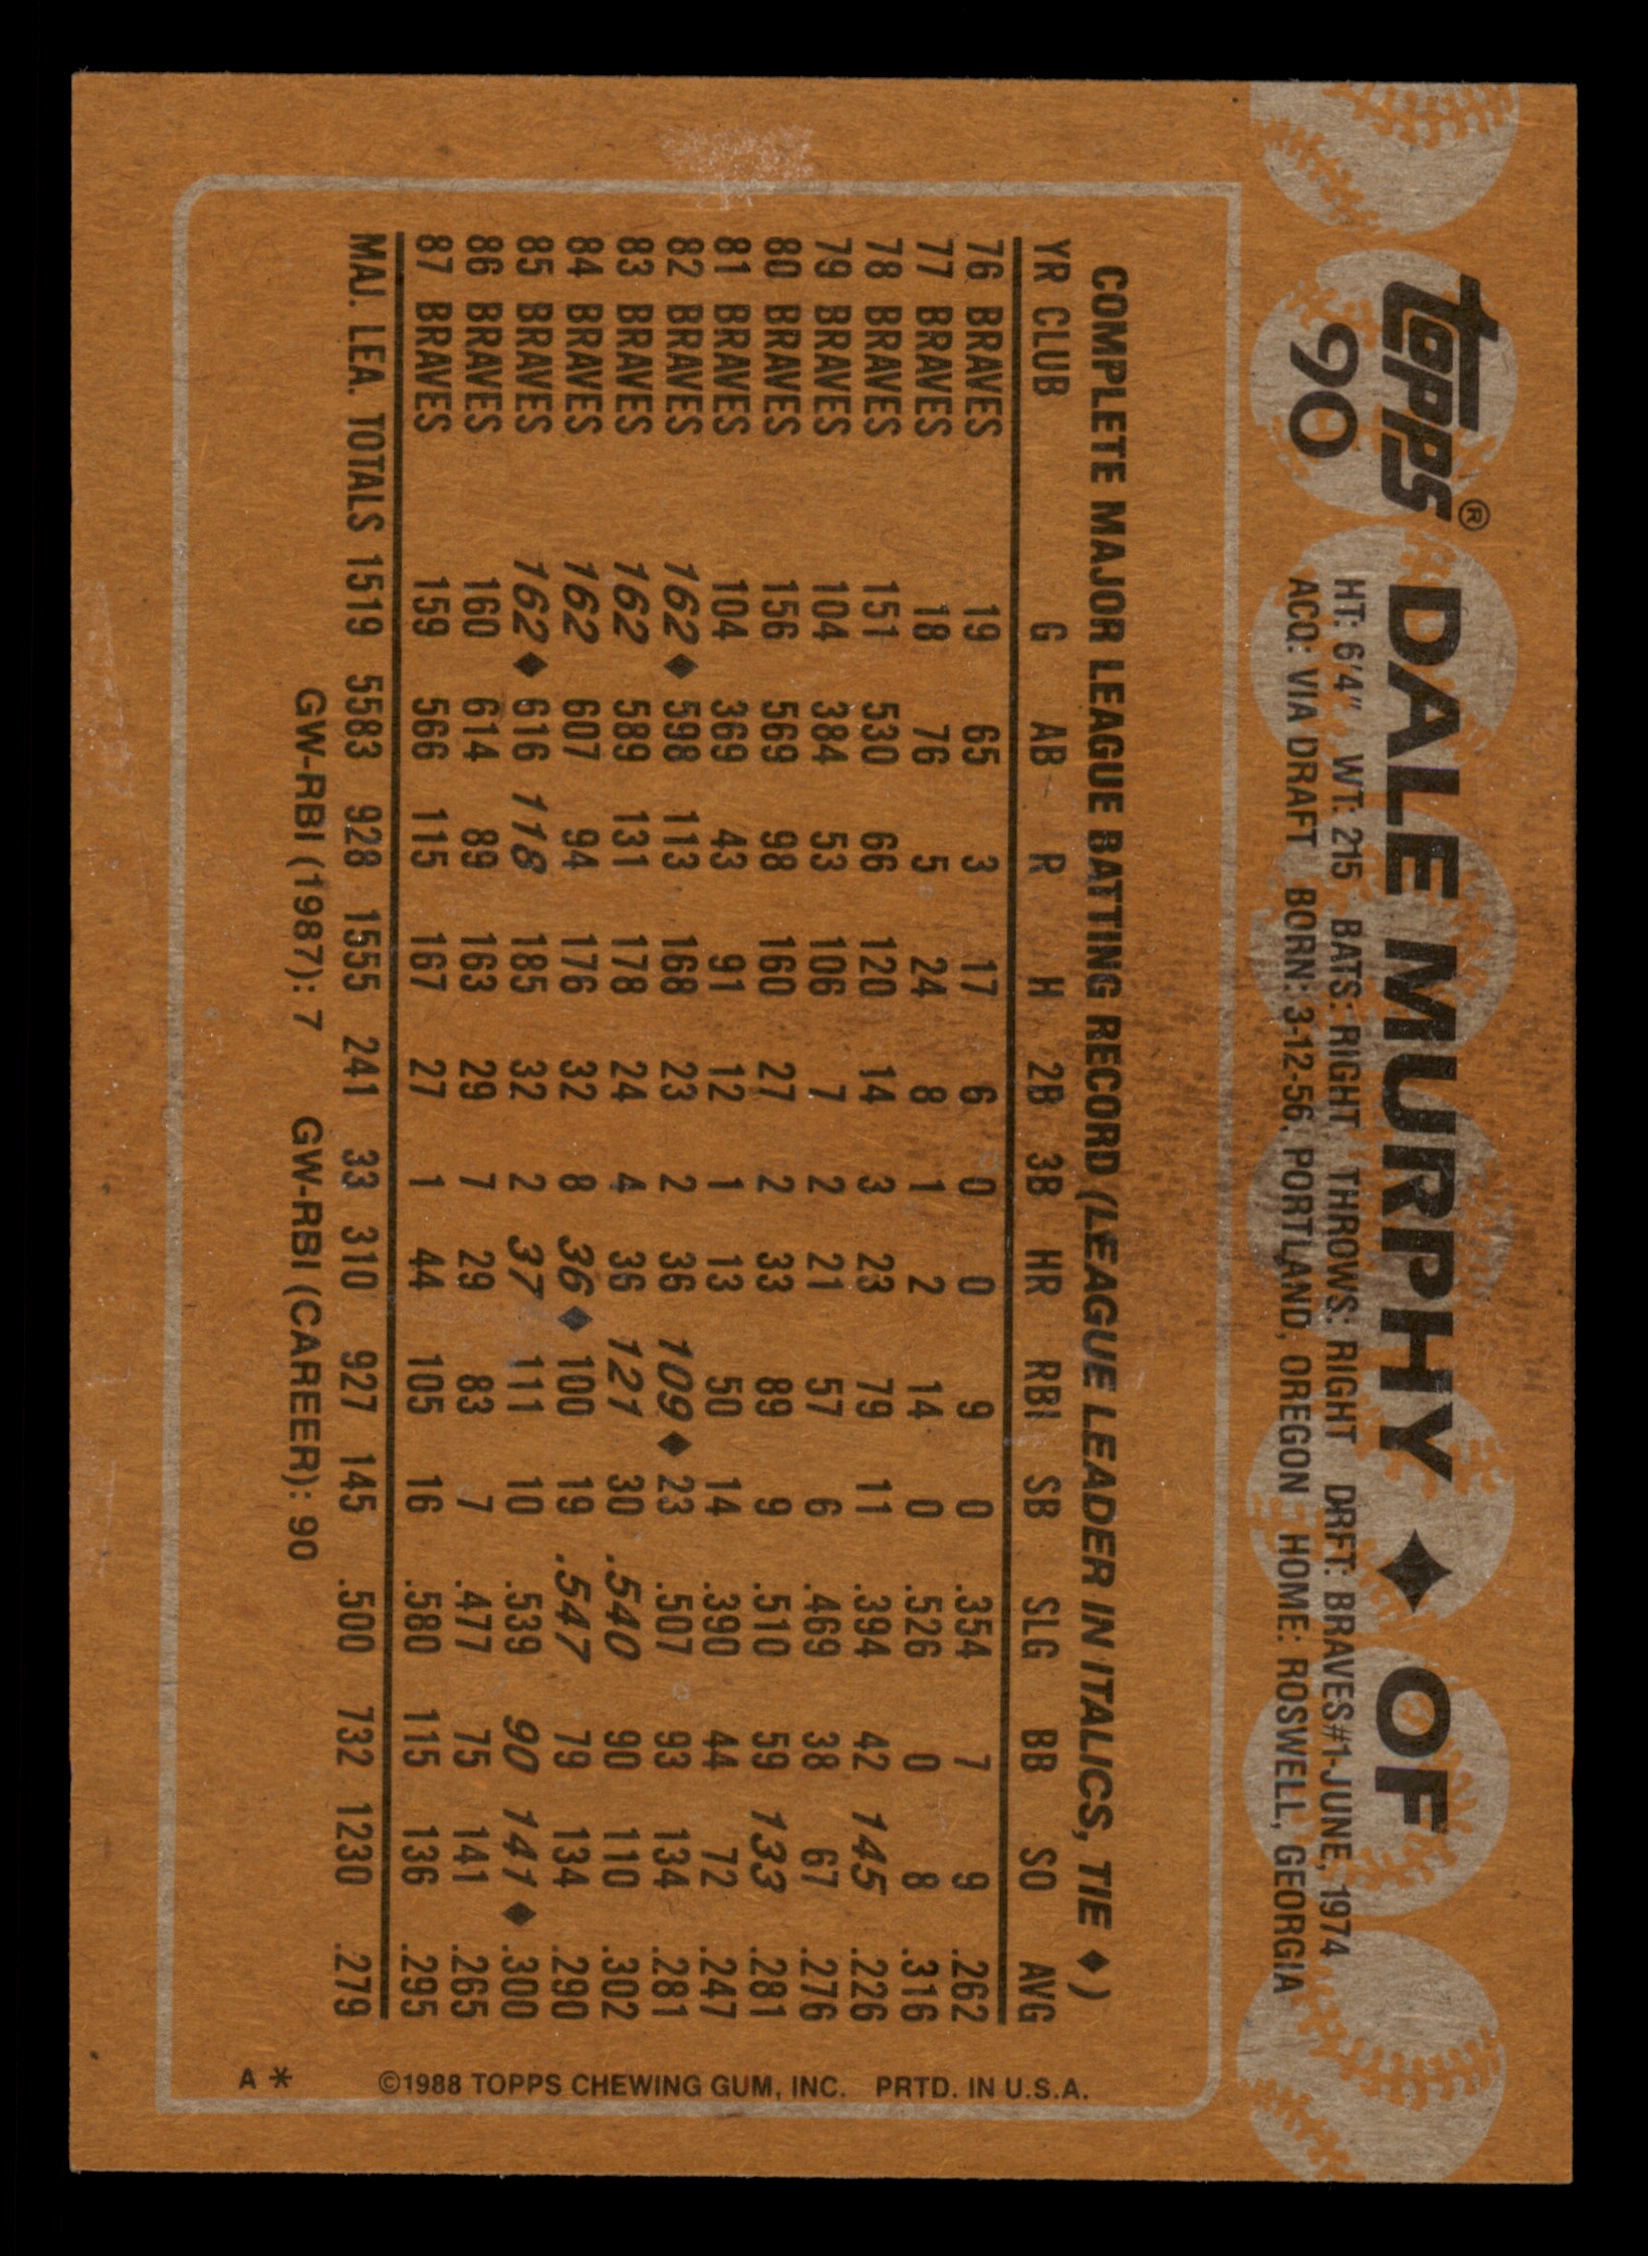 topps®
90
DALE MURPHY ♦ OF
HT: 6'4" WT: 215 BATS: RIGHT THROWS: RIGHT DRFT: BRAVES#1-JUNE, 1974
ACQ: VIA DRAFT BORN: 3-12-56, PORTLAND, OREGON HOME: ROSWELL, GEORGIA
COMPLETE MAJOR LEAGUE BATTING RECORD (LEAGUE LEADER IN ITALICS, TIE ♦)
YR CLUB G AB R H 2B 3B HR RBI SB SLG BB SO AVG
76 BRAVES 19 65 3 17 6 0 0 9 0 .354 7 9 .262
77 BRAVES 18 76 5 24 8 1 2 14 0 .526 0 8 .316
78 BRAVES 151 530 66 120 14 3 23 79 11 .394 42 145 .226
79 BRAVES 104 384 53 106 7 2 21 57 6 .469 38 67 .276
80 BRAVES 156 569 98 160 27 2 33 89 9 .510 59 133 .281
81 BRAVES 104 369 43 91 12 1 13 50 14 .390 44 72 .247
82 BRAVES 162♦ 598 113 168 23 2 36 109♦ 23 .507 93 134 .281
83 BRAVES 162 589 131 178 24 4 36 127 30 .540 90 110 .302
84 BRAVES 162 607 94 176 32 8 36♦ 100 19 .547 79 134 .290
85 BRAVES 162♦ 616 118 185 32 2 37 111 10 .539 90 141♦ .300
86 BRAVES 160 614 89 163 29 7 29 83 7 .477 75 141 .265
87 BRAVES 159 566 115 167 27 1 44 105 16 .580 115 136 .295
MAJ. LEA. TOTALS 1519 5583 928 1555 241 33 310 927 145 .500 732 1230 .279
GW-RBI (1987): 7 GW-RBI (CAREER): 90
©1988 TOPPS CHEWING GUM, INC. PRTD. IN U.S.A.
A *